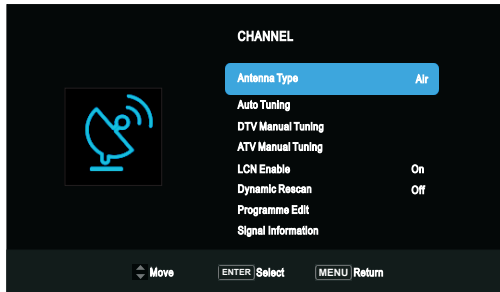 CHANNEL
Antenna Type Air
Auto Tuning
DTV Manual Tuning
ATV Manual Tuning
LCN Enable On
Dynamic Rescan Off
Programme Edit
Signal Information
Move ENTER Select MENU Return